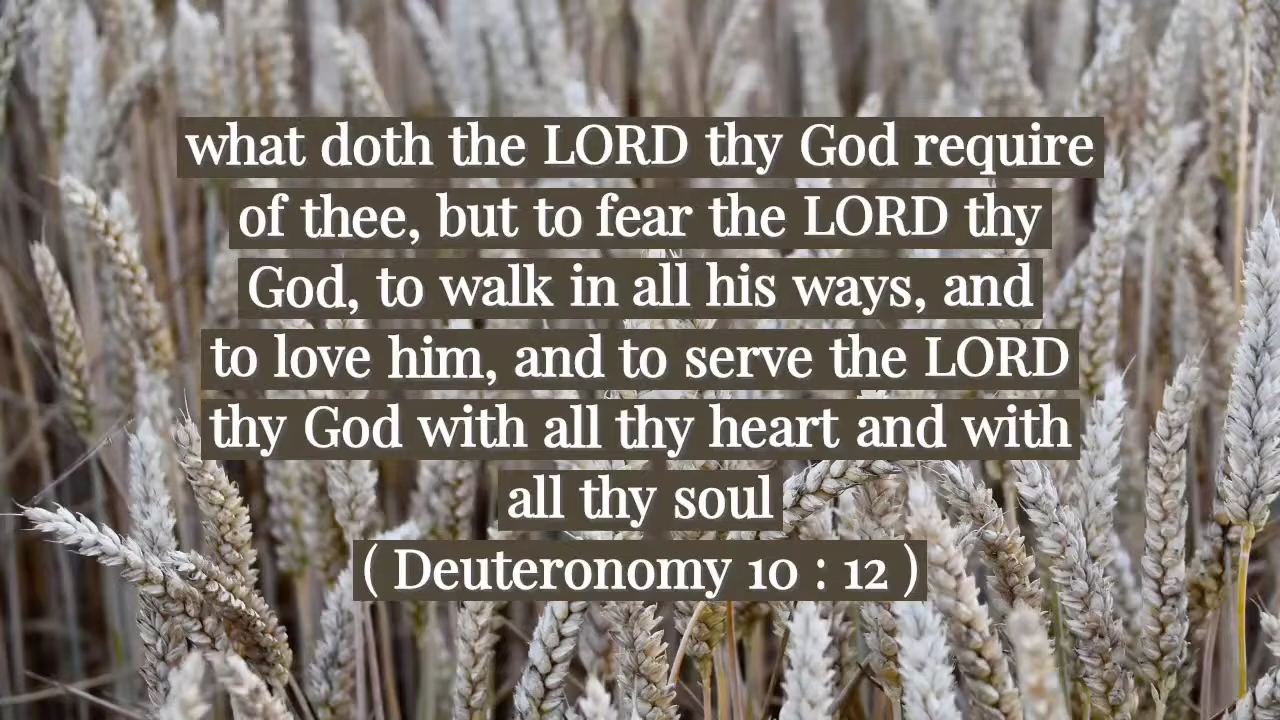 what doth the LORD thy God require
of thee, but to fear the LORD thy
God, to walk in all his ways, and
to love him, and to serve the LORD
thy God with all thy heart and with
all thy soul
( Deuteronomy 10 : 12 )